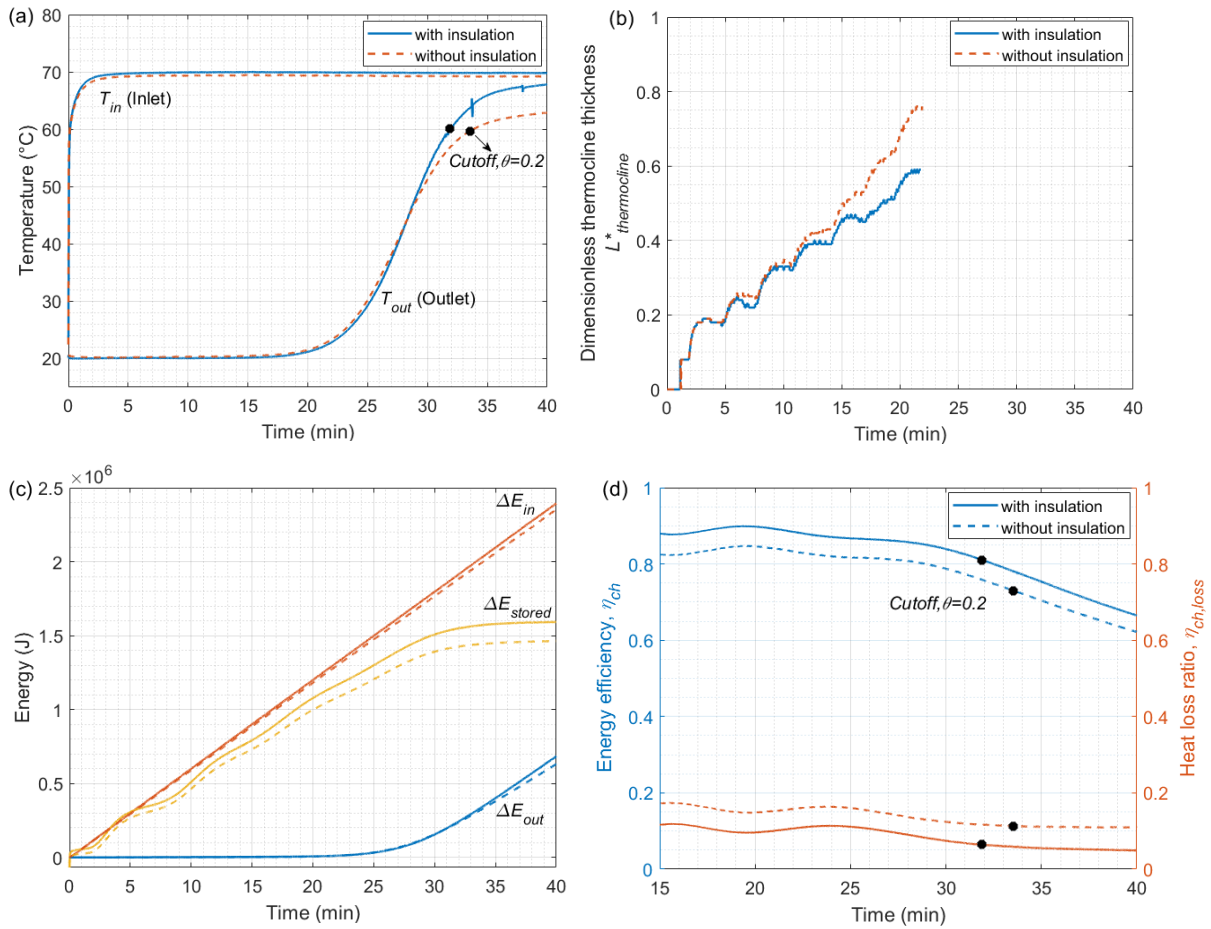 (a)
with insulation
without insulation
T_in (Inlet)
Cutoff,θ=0.2
T_out (Outlet)
Temperature (°C)
80
70
60
50
40
30
20
0 5 10 15 20 25 30 35 40
Time (min)
(b)
with insulation
without insulation
Dimensionless thermocline thickness
L*_thermocline
1
0.8
0.6
0.4
0.2
0
0 5 10 15 20 25 30 35 40
Time (min)
(c)
×10^6
ΔE_in
ΔE_stored
ΔE_out
Energy (J)
2.5
2
1.5
1
0.5
0
0 5 10 15 20 25 30 35 40
Time (min)
(d)
with insulation
without insulation
Cutoff,θ=0.2
Energy efficiency, η_ch
1
0.8
0.6
0.4
0.2
0
Heat loss ratio, η_ch,loss
1
0.8
0.6
0.4
0.2
0
15 20 25 30 35 40
Time (min)